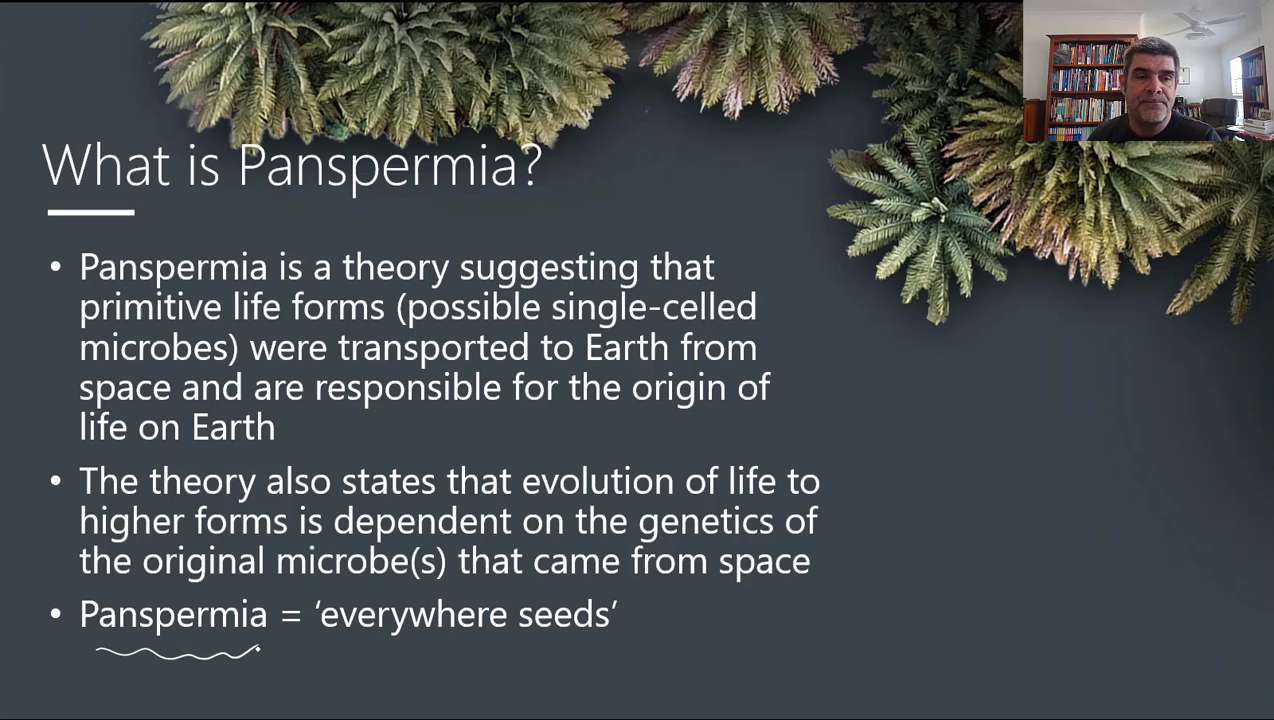 What is Panspermia?
• Panspermia is a theory suggesting that
primitive life forms (possible single-celled
microbes) were transported to Earth from
space and are responsible for the origin of
life on Earth
• The theory also states that evolution of life to
higher forms is dependent on the genetics of
the original microbe(s) that came from space
• Panspermia = ‘everywhere seeds’